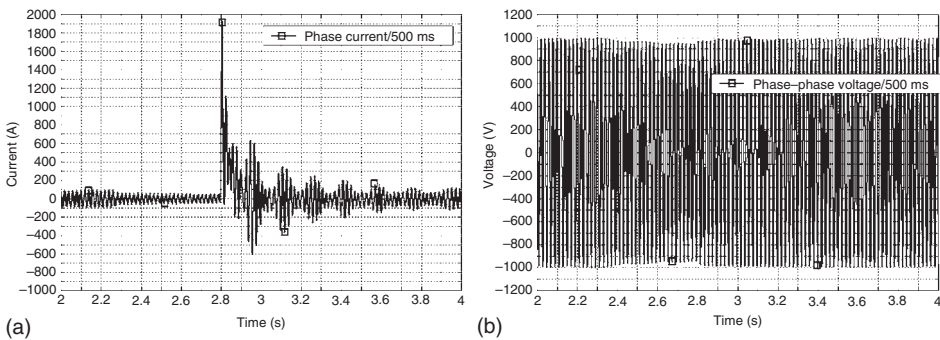 2000
1800
1600
1400
1200
1000
800
600
400
200
0
−200
−400
−600
−800
−1000
Current (A)
Phase current/500 ms
2 2.2 2.4 2.6 2.8 3 3.2 3.4 3.6 3.8 4
Time (s)
(a)
1200
1000
800
600
400
200
0
−200
−400
−600
−800
−1000
1200
Voltage (V)
Phase–phase voltage/500 ms
2 2.2 2.4 2.6 2.8 3 3.2 3.4 3.6 3.8 4
Time (s)
(b)